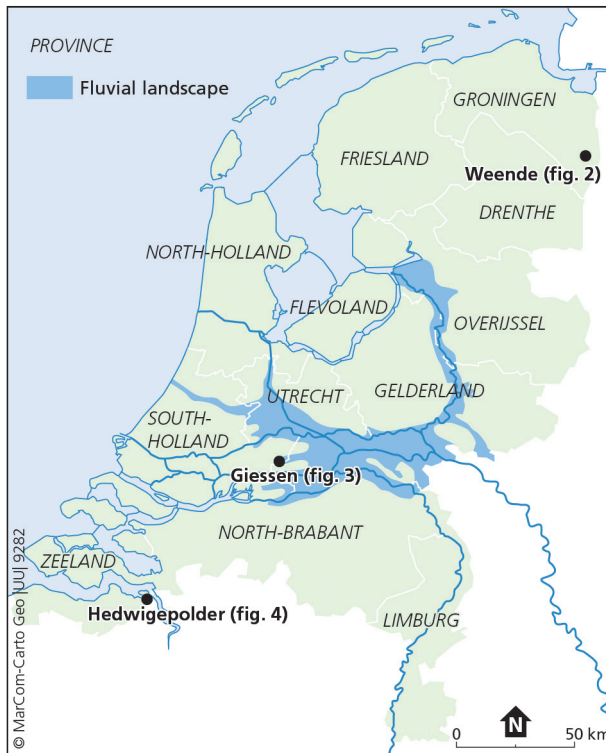 PROVINCE
Fluvial landscape
GRONINGEN
FRIESLAND
Weende (fig. 2)
DRENTHE
NORTH-HOLLAND
FLEVOLAND
OVERIJSSEL
UTRECHT
GELDERLAND
SOUTH-
HOLLAND
Giessen (fig. 3)
NORTH-BRABANT
ZEELAND
Hedwigepolder (fig. 4)
LIMBURG
N
0 50 km
© MarCom-Carto Geo |UU| 9282